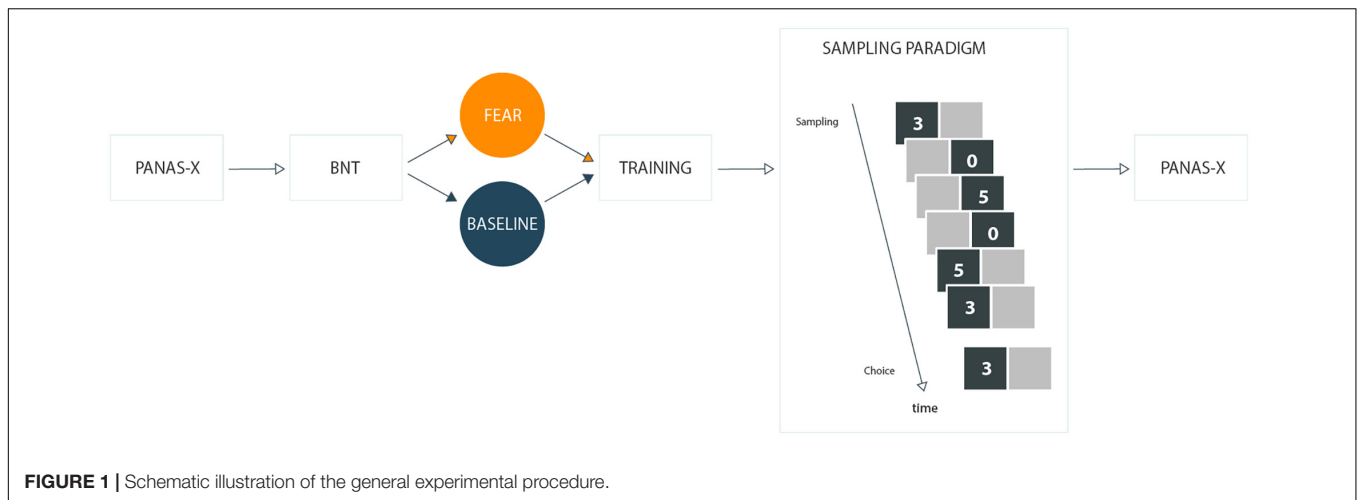 SAMPLING PARADIGM
PANAS-X
BNT
FEAR
BASELINE
TRAINING
Sampling
3
0
5
0
5
3
Choice
3
time
PANAS-X
FIGURE 1 | Schematic illustration of the general experimental procedure.